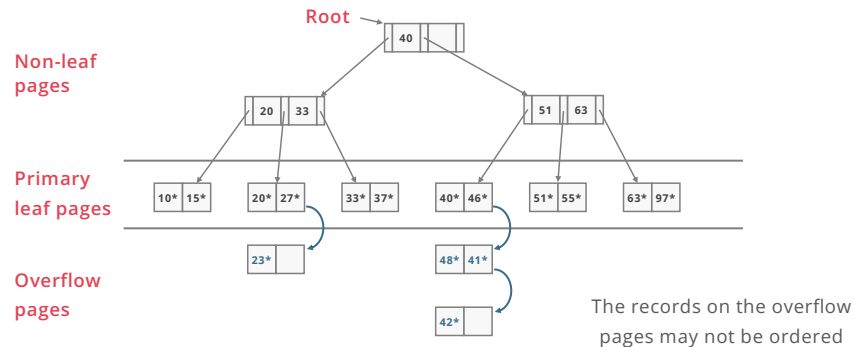 Root
40
Non-leaf
pages
20 33
51 63
Primary
leaf pages
10* 15*
20* 27*
33* 37*
40* 46*
51* 55*
63* 97*
Overflow
pages
23*
48* 41*
42*
The records on the overflow
pages may not be ordered